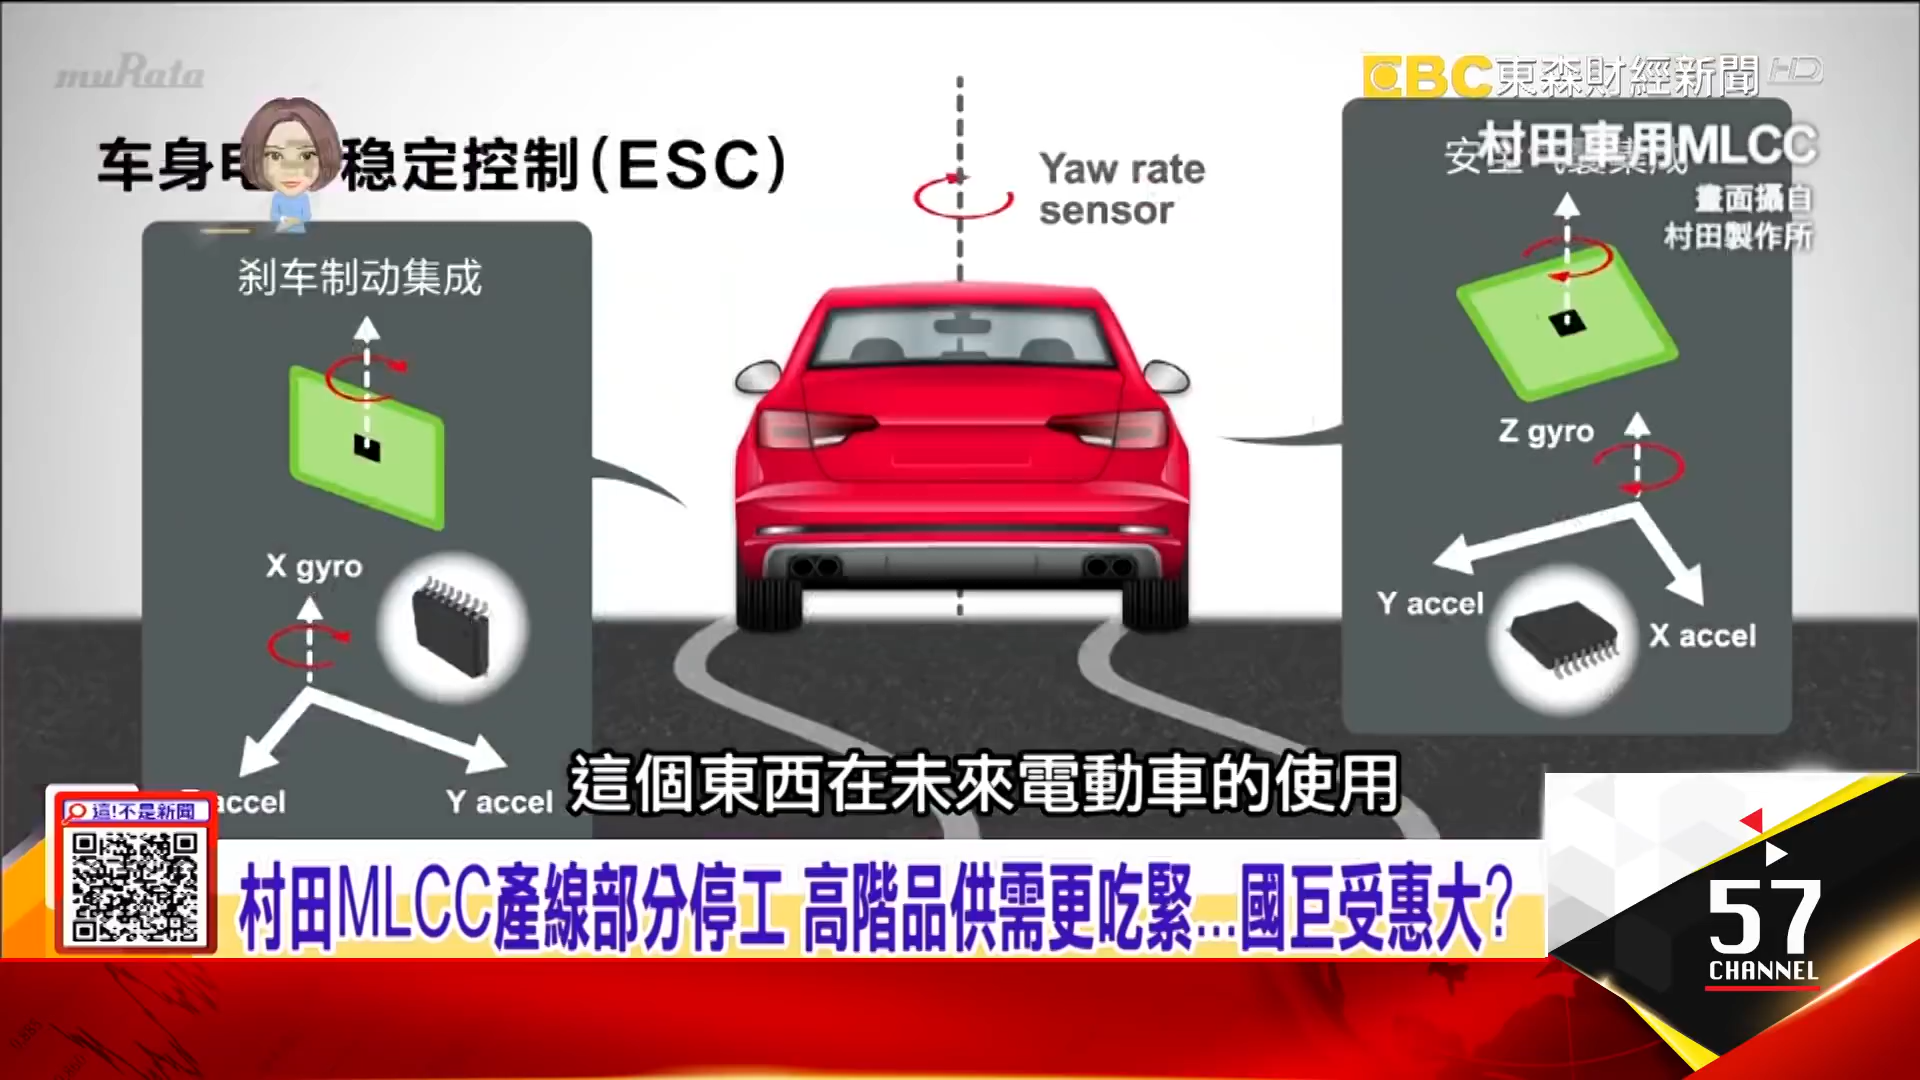 muRata
EBC東森財經新聞 HD
村田車用MLCC
畫面攝自
村田製作所
车身 稳定控制(ESC)
Yaw rate
sensor
刹车制动集成
X gyro
accel
Y accel
Z gyro
Y accel
X accel
這個東西在未來電動車的使用
這!不是新聞
村田MLCC產線部分停工 高階品供需更吃緊...國巨受惠大?
57
CHANNEL